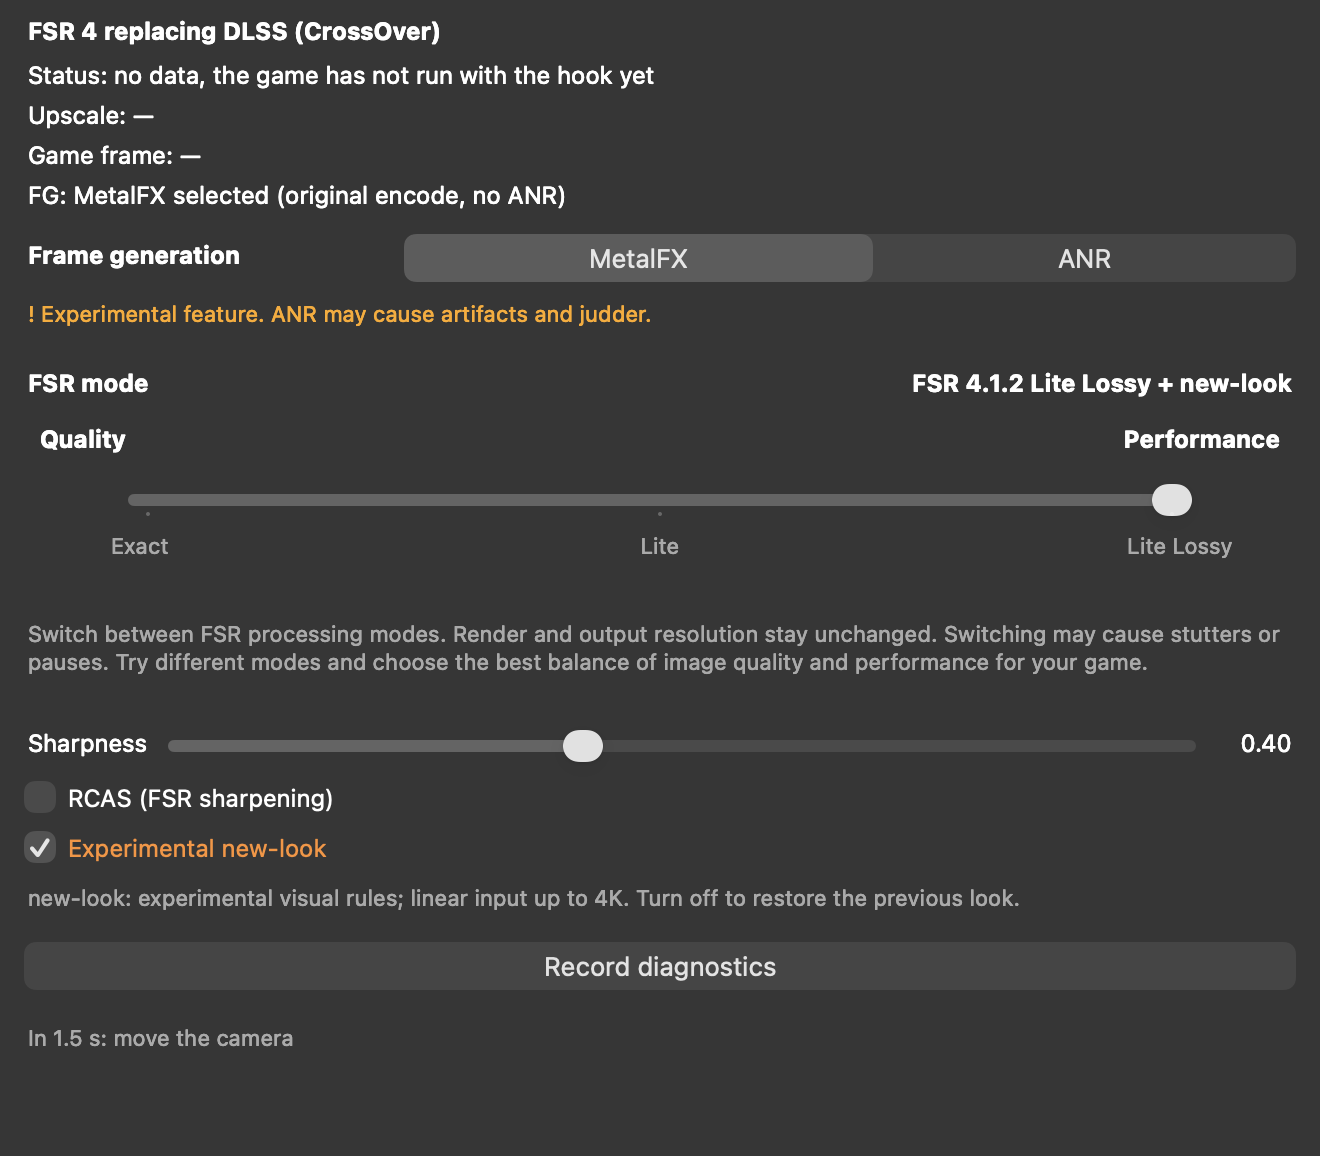 FSR 4 replacing DLSS (CrossOver)
Status: no data, the game has not run with the hook yet
Upscale: —
Game frame: —
FG: MetalFX selected (original encode, no ANR)
Frame generation
MetalFX
ANR
! Experimental feature. ANR may cause artifacts and judder.
FSR mode
FSR 4.1.2 Lite Lossy + new-look
Quality
Performance
Exact
Lite
Lite Lossy
Switch between FSR processing modes. Render and output resolution stay unchanged. Switching may cause stutters or
pauses. Try different modes and choose the best balance of image quality and performance for your game.
Sharpness
0.40
RCAS (FSR sharpening)
Experimental new-look
new-look: experimental visual rules; linear input up to 4K. Turn off to restore the previous look.
Record diagnostics
In 1.5 s: move the camera